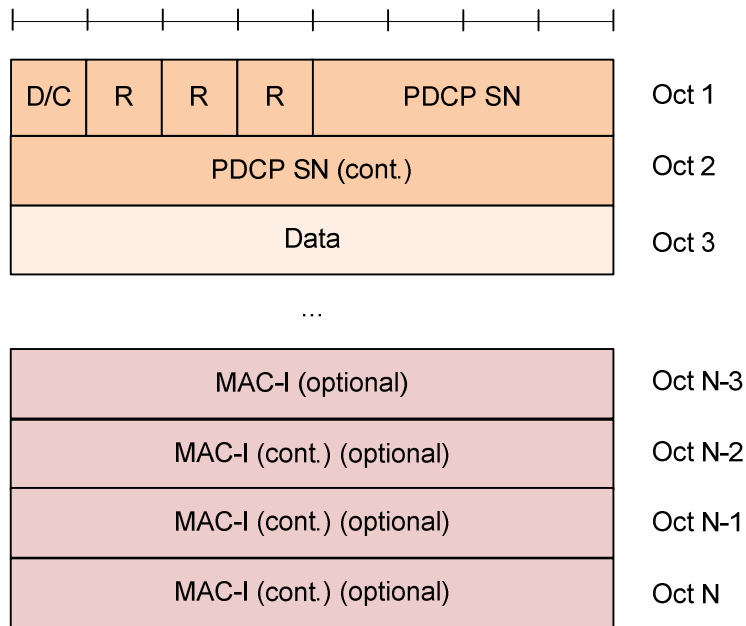 D/C R R R PDCP SN Oct 1
PDCP SN (cont.) Oct 2
Data Oct 3
...
MAC-I (optional) Oct N-3
MAC-I (cont.) (optional) Oct N-2
MAC-I (cont.) (optional) Oct N-1
MAC-I (cont.) (optional) Oct N